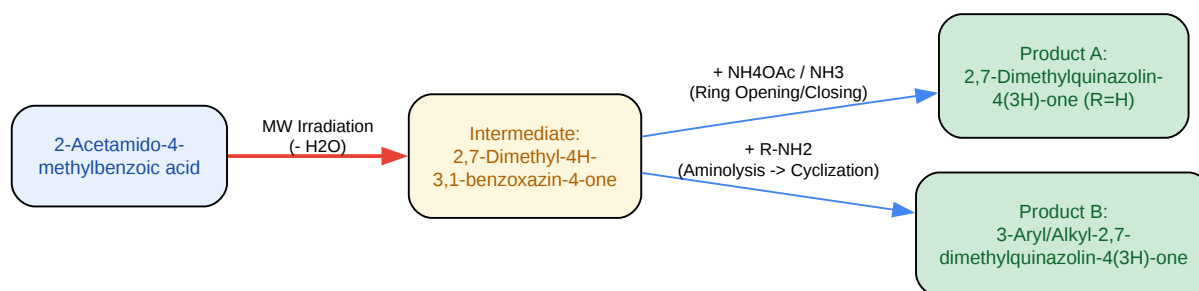 2-Acetamido-4-
methylbenzoic acid
MW Irradiation
(- H2O)
Intermediate:
2,7-Dimethyl-4H-
3,1-benzoxazin-4-one
+ NH4OAc / NH3
(Ring Opening/Closing)
+ R-NH2
(Aminolysis -> Cyclization)
Product A:
2,7-Dimethylquinazolin-
4(3H)-one (R=H)
Product B:
3-Aryl/Alkyl-2,7-
dimethylquinazolin-4(3H)-one